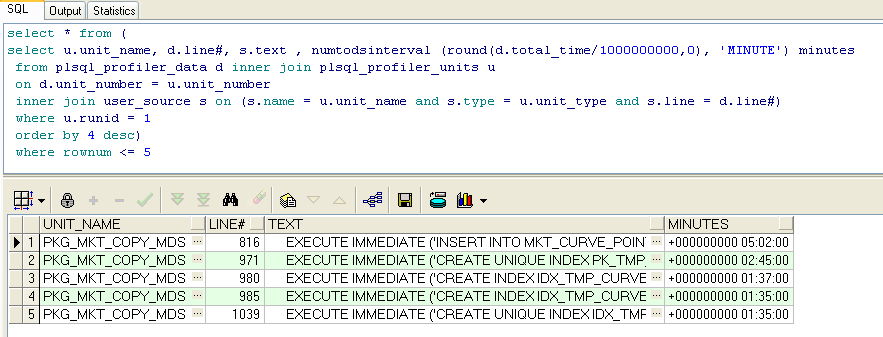 SQL Output Statistics
select * from (
select u.unit_name, d.line#, s.text , numtodsinterval (round(d.total_time/1000000000,0), 'MINUTE') minutes
from plsql_profiler_data d inner join plsql_profiler_units u
on d.unit_number = u.unit_number
inner join user_source s on (s.name = u.unit_name and s.type = u.unit_type and s.line = d.line#)
where u.runid = 1
order by 4 desc)
where rownum <= 5
UNIT_NAME LINE# TEXT MINUTES
1 PKG_MKT_COPY_MDS ... 816 EXECUTE IMMEDIATE ('INSERT INTO MKT_CURVE_POIN ... +000000000 05:02:00
2 PKG_MKT_COPY_MDS ... 971 EXECUTE IMMEDIATE ('CREATE UNIQUE INDEX PK_TMP_ ... +000000000 02:45:00
3 PKG_MKT_COPY_MDS ... 980 EXECUTE IMMEDIATE ('CREATE INDEX IDX_TMP_CURVE ... +000000000 01:37:00
4 PKG_MKT_COPY_MDS ... 985 EXECUTE IMMEDIATE ('CREATE INDEX IDX_TMP_CURVE ... +000000000 01:35:00
5 PKG_MKT_COPY_MDS ... 1039 EXECUTE IMMEDIATE ('CREATE UNIQUE INDEX IDX_TMF ... +000000000 01:35:00